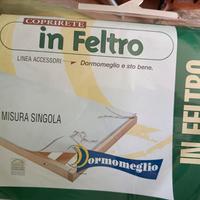 COPRIRETE
in Feltro
LINEA ACCESSORI
Dormomeglio e sto bene.
MISURA SINGOLA
Dormomeglio
IN FELTRO